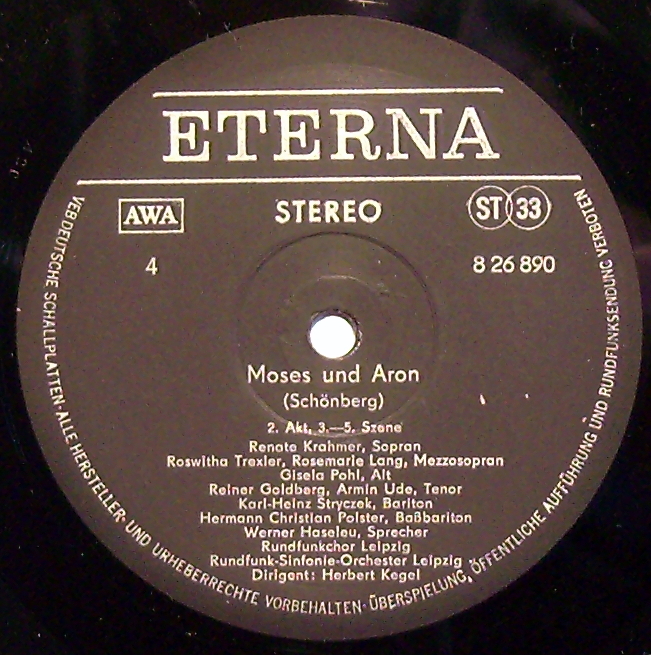 ETERNA
AWA STEREO ST 33
4 8 26 890
Moses und Aron
(Schönberg)
2. Akt, 3.—5. Szene
Renate Krahmer, Sopran
Roswitha Trexler, Rosemarie Lang, Mezzosopran
Gisela Pohl, Alt
Reiner Goldberg, Armin Ude, Tenor
Karl-Heinz Stryczek, Bariton
Hermann Christian Polster, Baßbariton
Werner Haseleu, Sprecher
Rundfunkchor Leipzig
Rundfunk-Sinfonie-Orchester Leipzig
Dirigent: Herbert Kegel
VEB DEUTSCHE SCHALLPLATTEN · ALLE HERSTELLER- UND URHEBERRECHTE VORBEHALTEN · ÜBERSPIELUNG, ÖFFENTLICHE AUFFÜHRUNG UND RUNDFUNKSENDUNG VERBOTEN